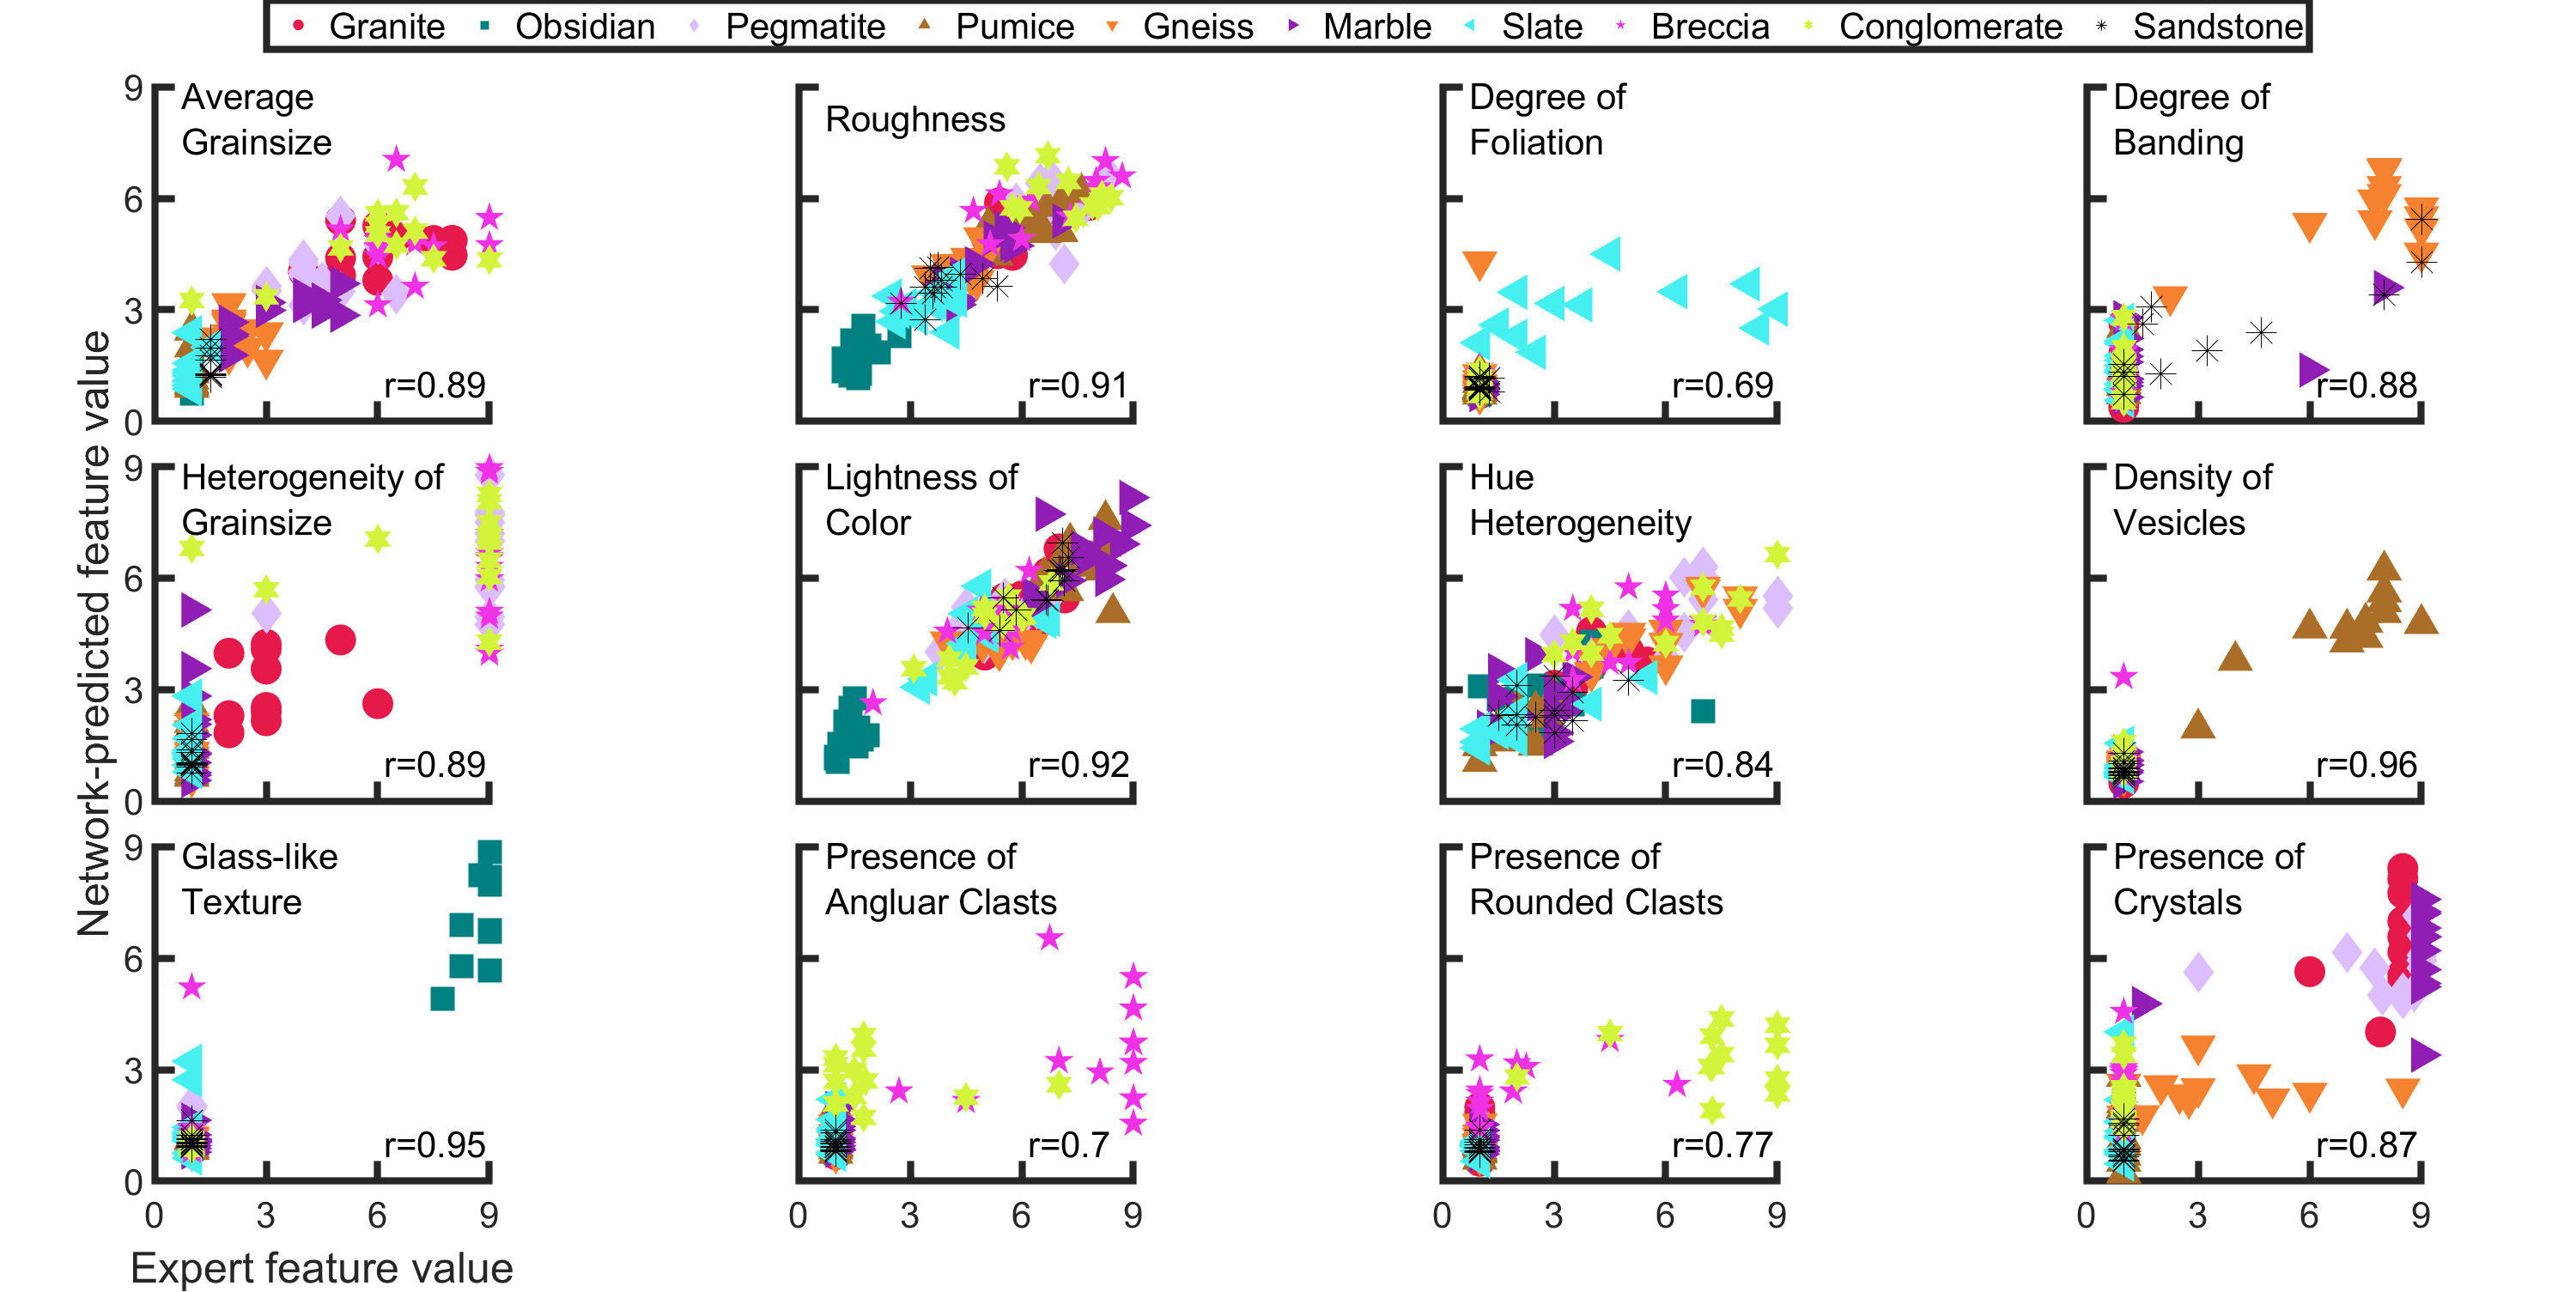 Granite Obsidian Pegmatite Pumice Gneiss Marble Slate Breccia Conglomerate Sandstone
Network-predicted feature value
9
6
3
0
Average
Grainsize
r=0.89
Roughness
r=0.91
Degree of
Foliation
r=0.69
Degree of
Banding
r=0.88
9
6
3
0
Heterogeneity of
Grainsize
r=0.89
Lightness of
Color
r=0.92
Hue
Heterogeneity
r=0.84
Density of
Vesicles
r=0.96
9
6
3
0
Glass-like
Texture
r=0.95
Presence of
Angluar Clasts
r=0.7
Presence of
Rounded Clasts
r=0.77
Presence of
Crystals
r=0.87
0 3 6 9
0 3 6 9
0 3 6 9
0 3 6 9
Expert feature value